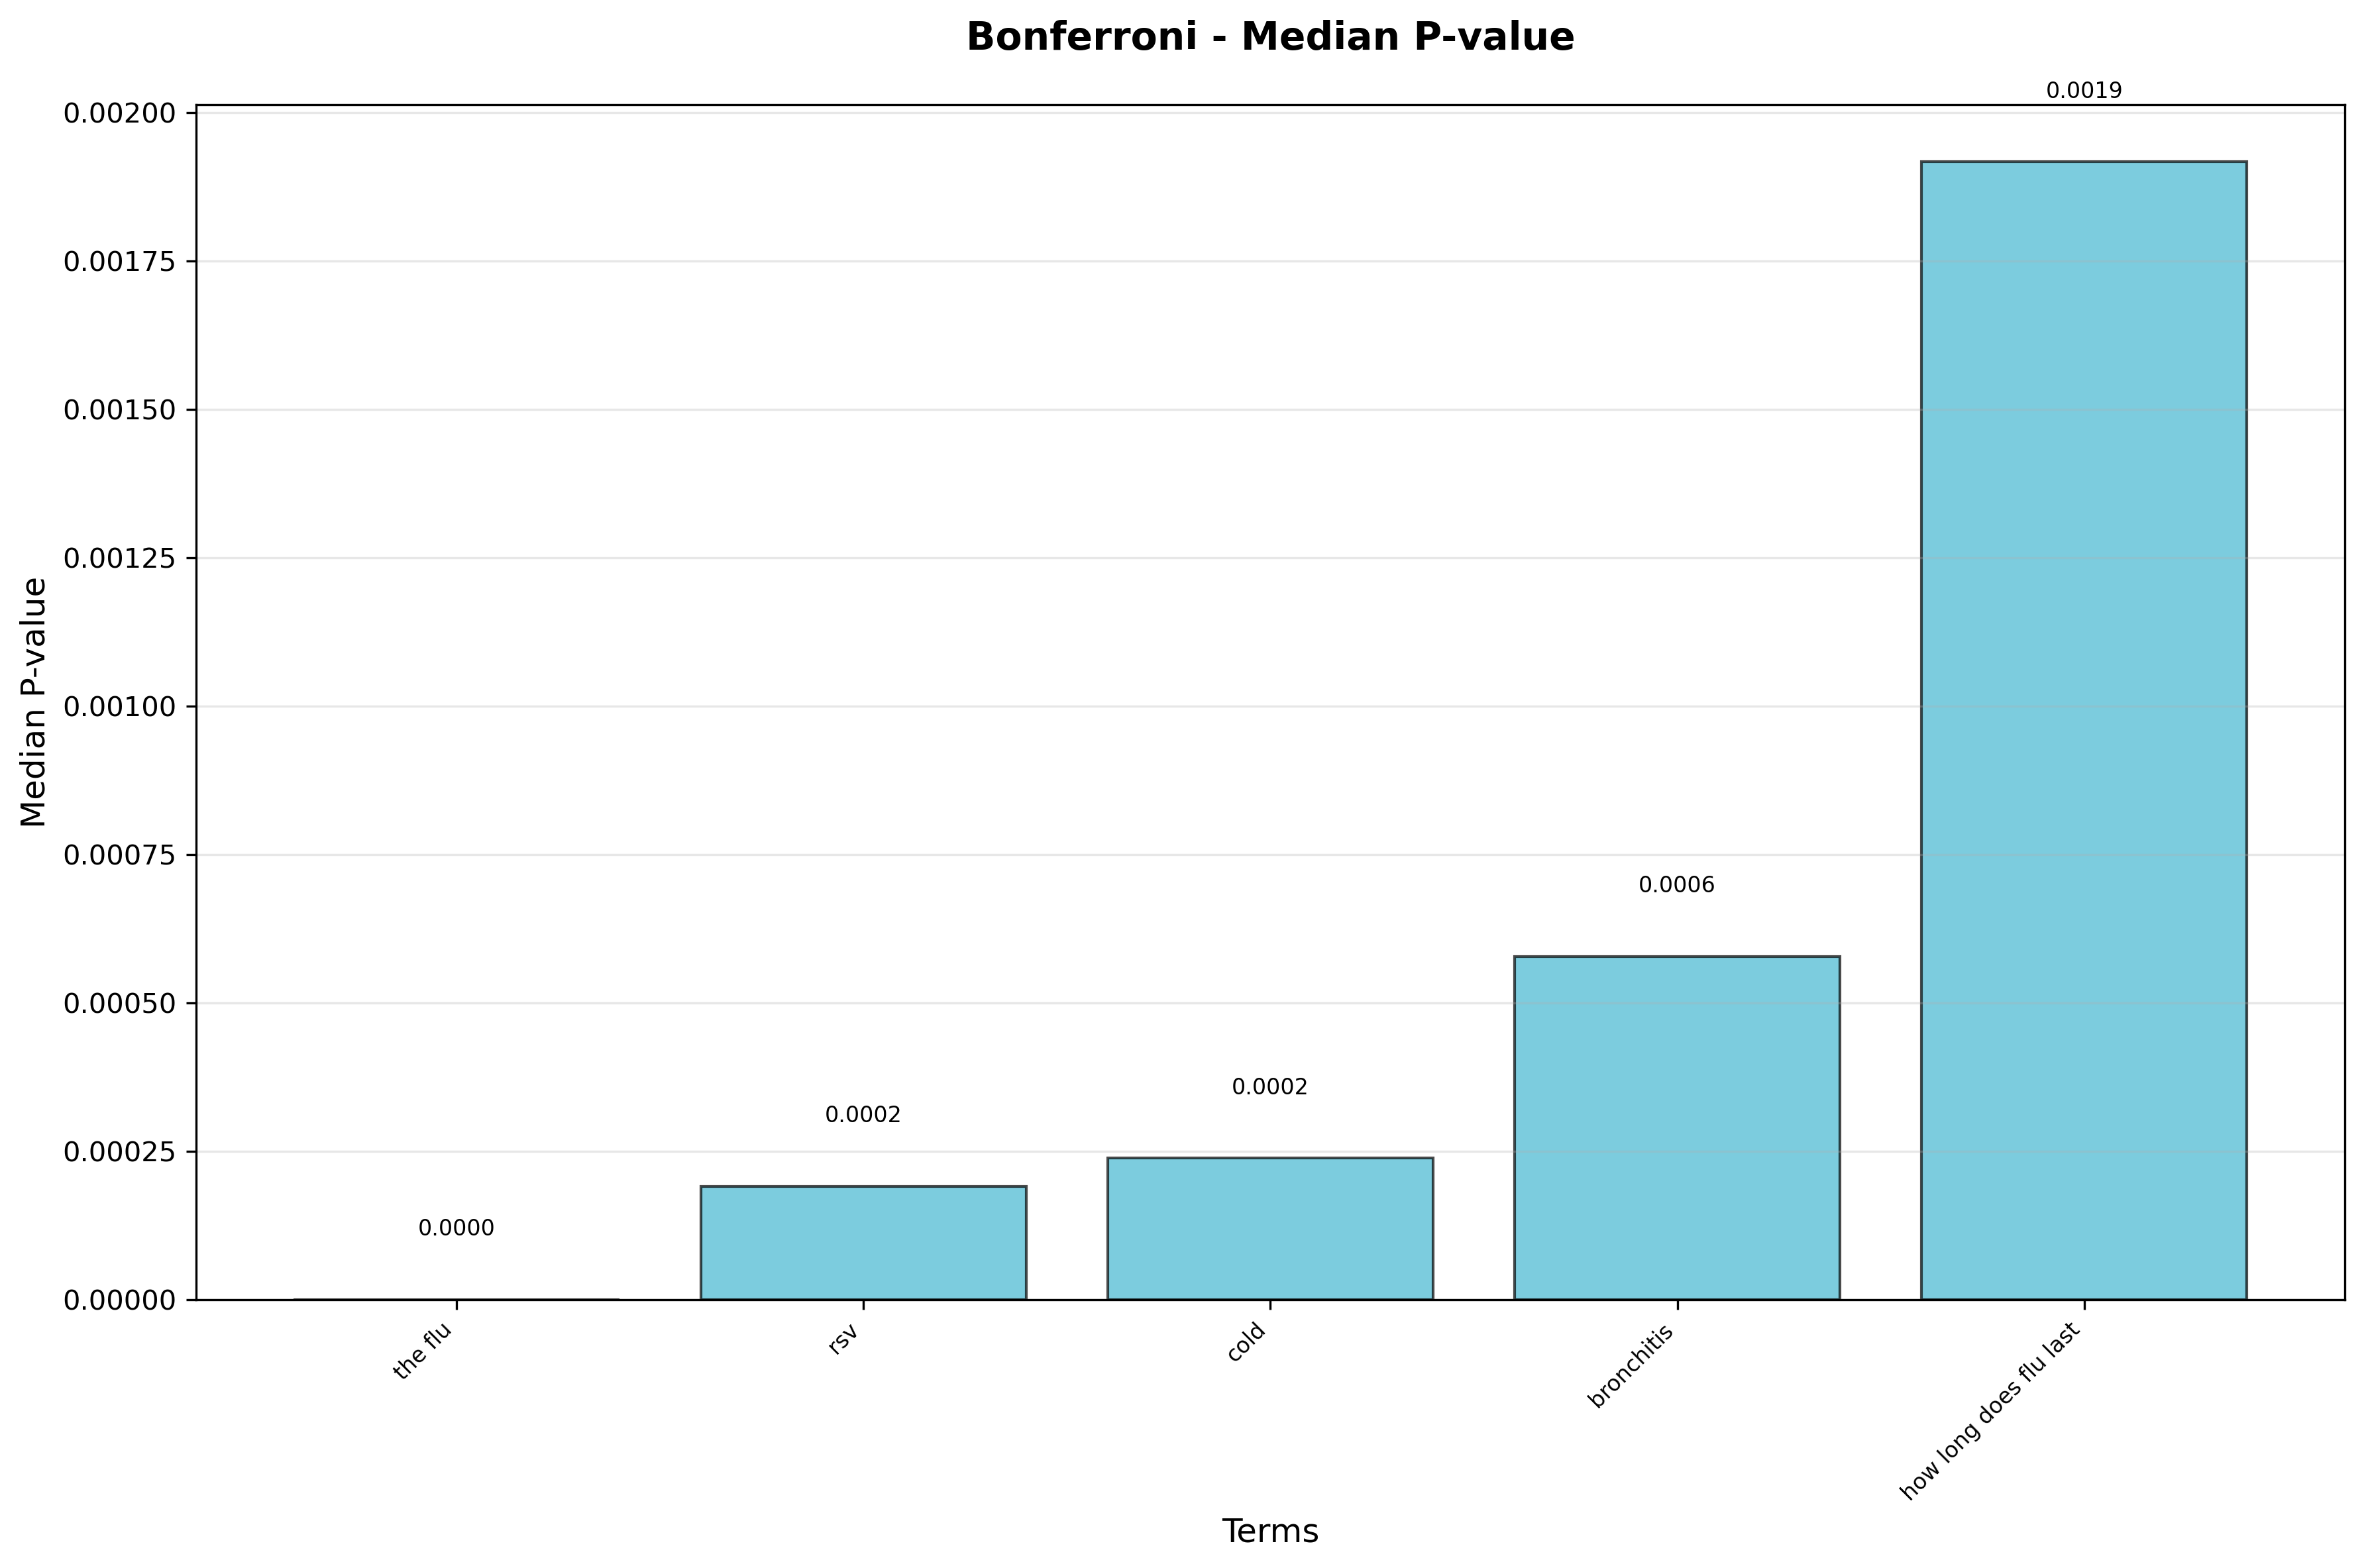 Bonferroni - Median P-value
0.0019
0.00200
0.00175
0.00150
0.00125
0.00100
0.00075
0.00050
0.00025
0.00000
Median P-value
0.0000
0.0002
0.0002
0.0006
the flu
rsv
cold
bronchitis
how long does flu last
Terms